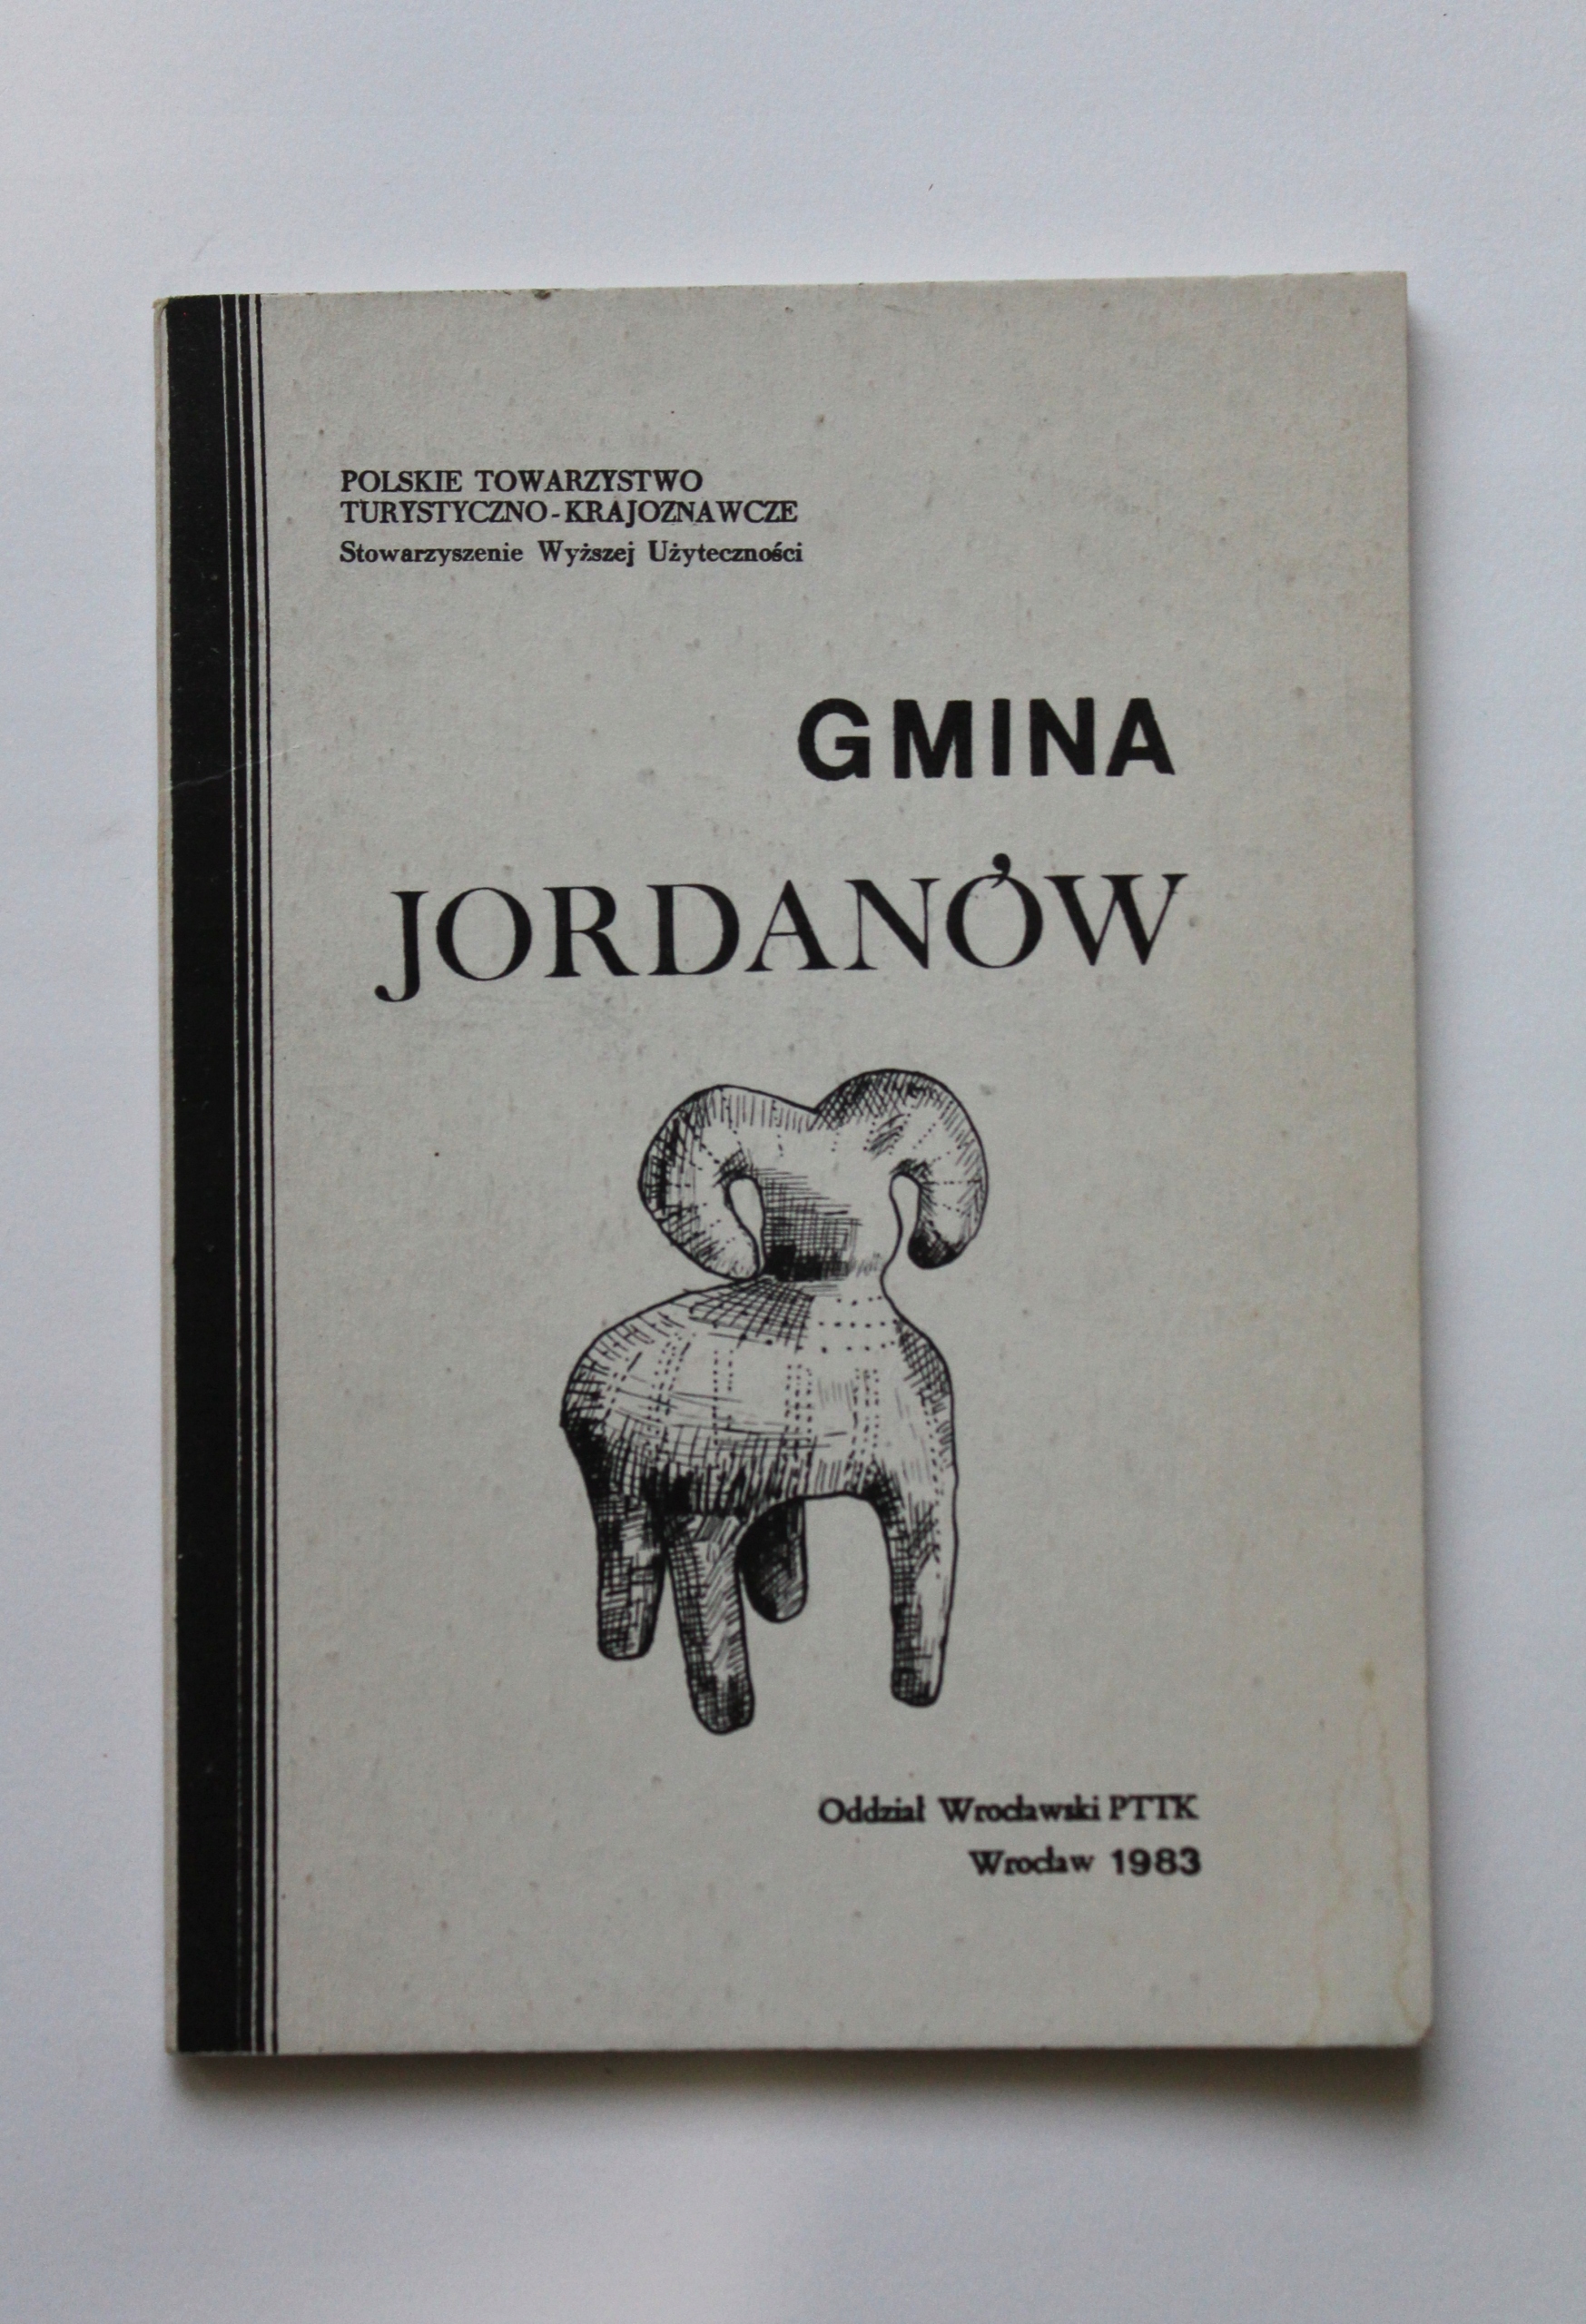 POLSKIE TOWARZYSTWO
TURYSTYCZNO-KRAJOZNAWCZE
Stowarzyszenie Wyższej Użyteczności
GMINA
JORDANÓW
Oddział Wrocławski PTTK
Wrocław 1983